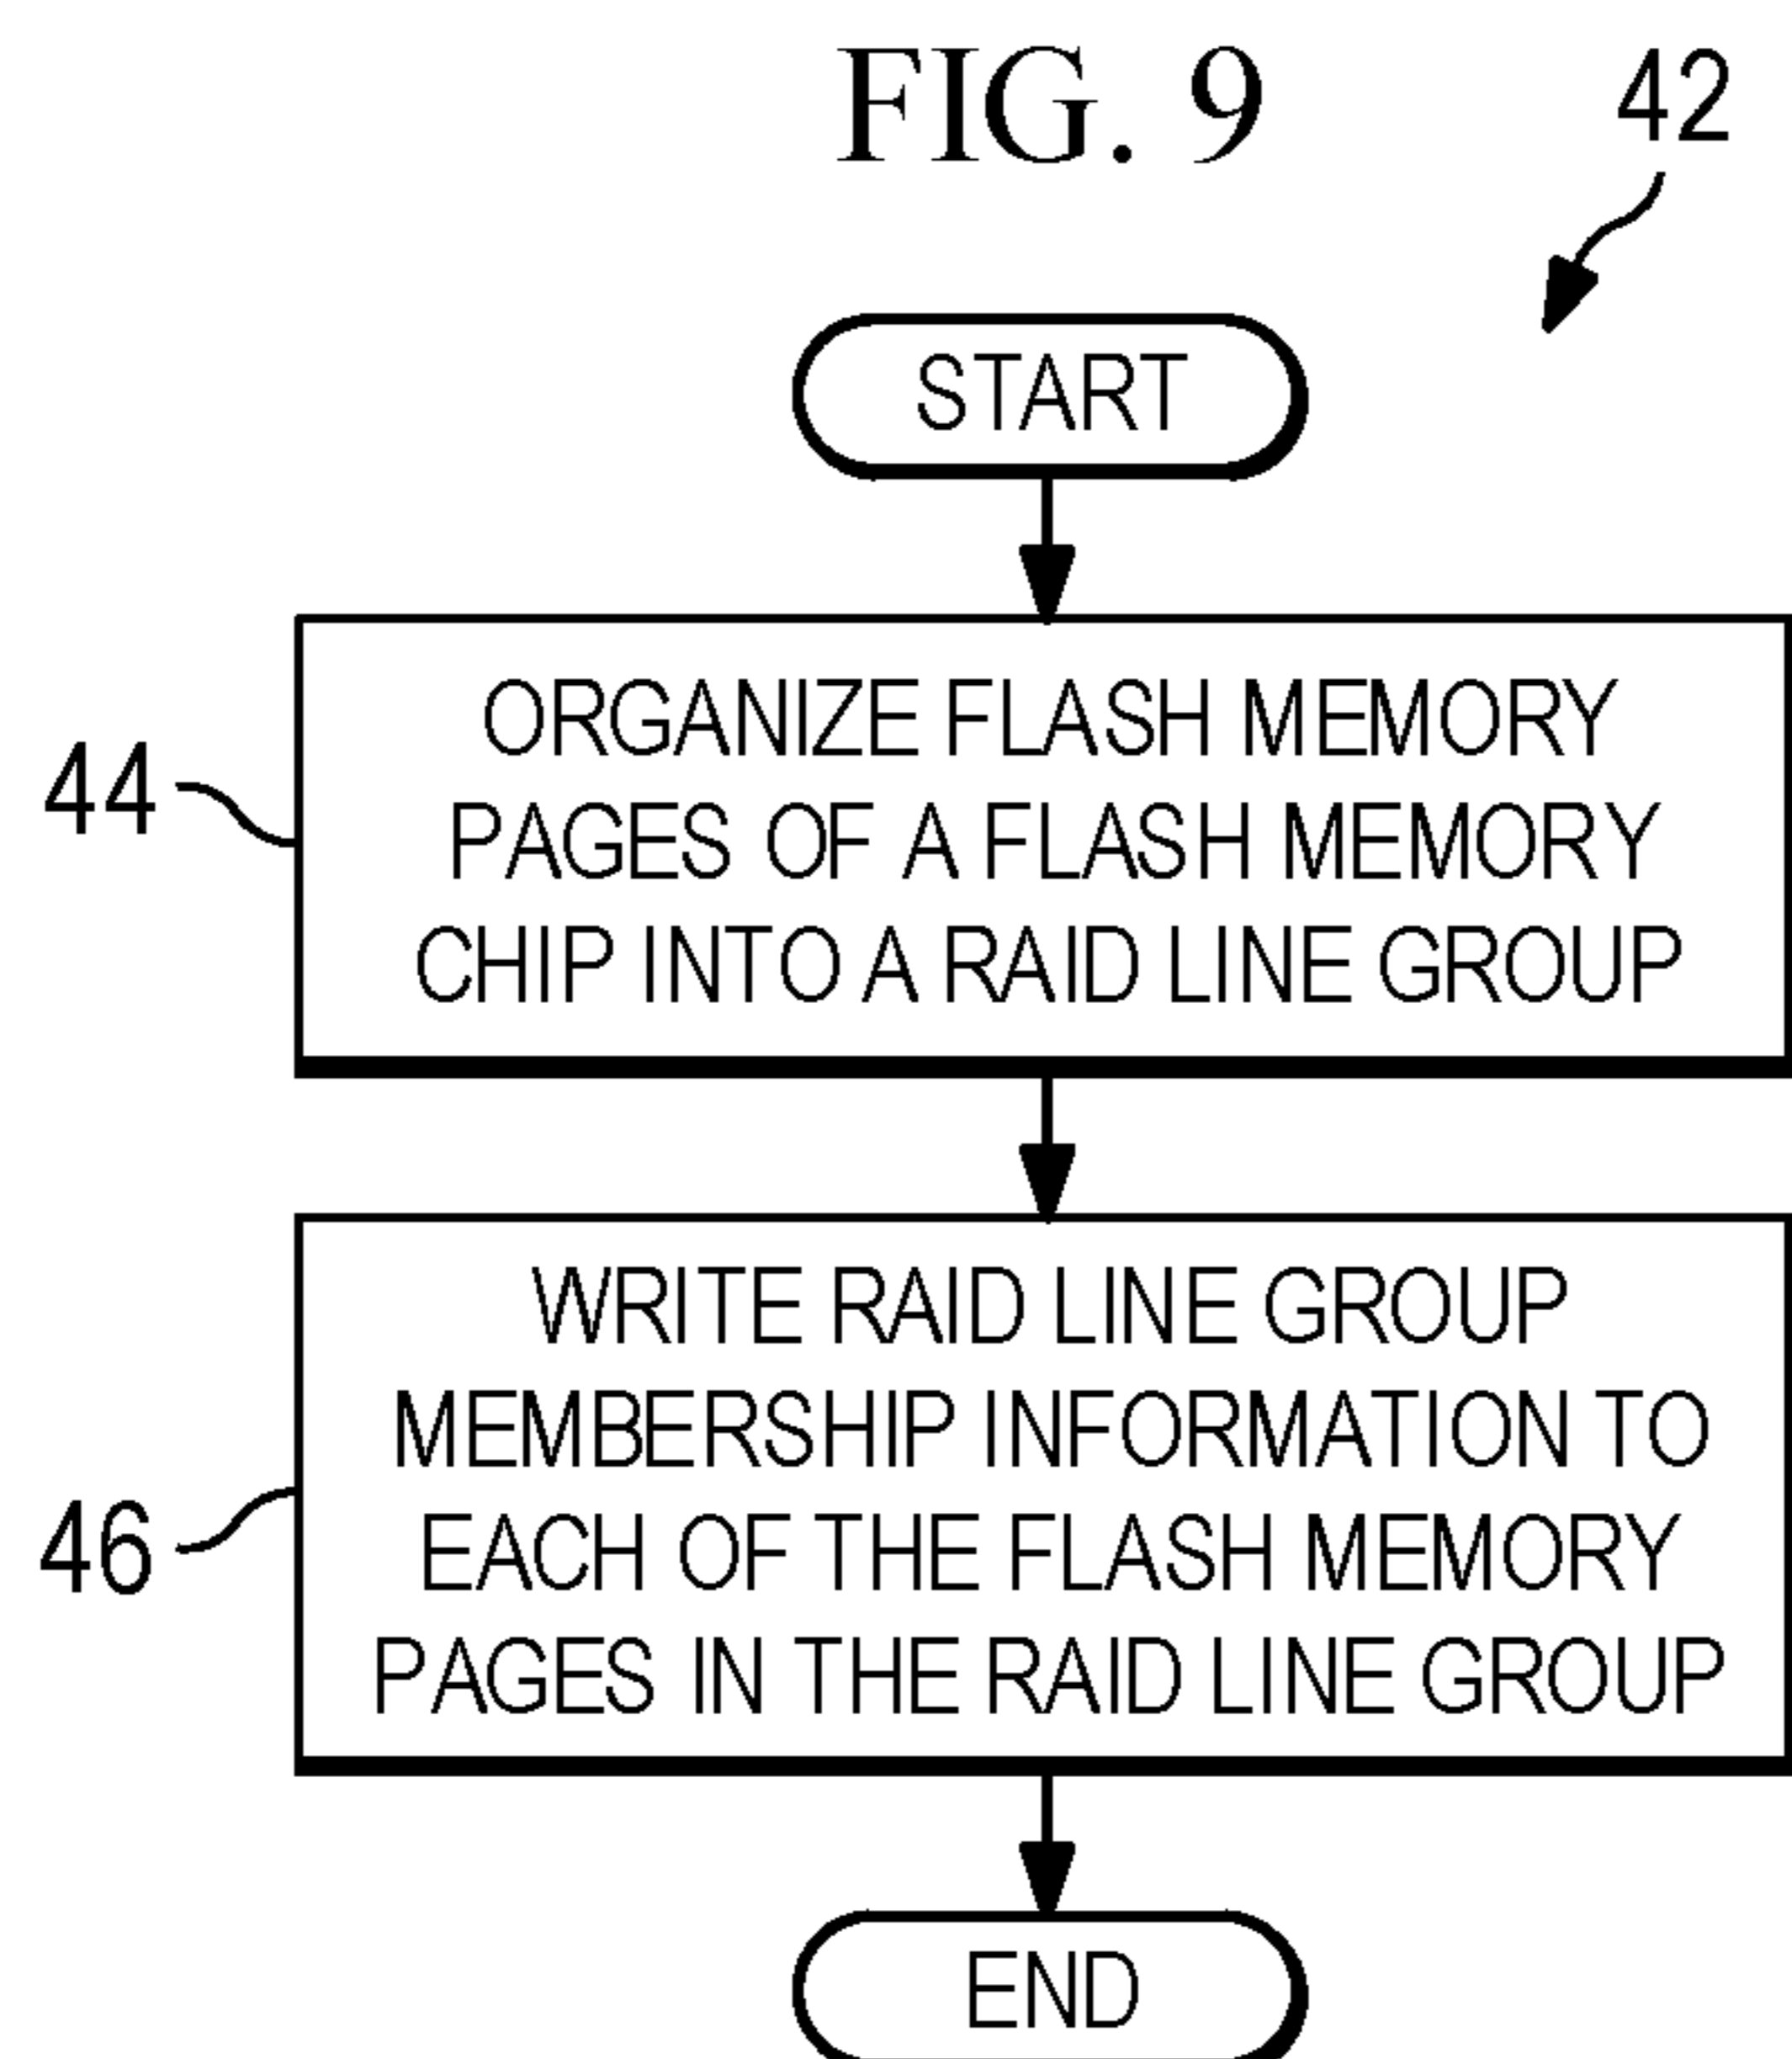 FIG. 9
42
START
44
ORGANIZE FLASH MEMORY
PAGES OF A FLASH MEMORY
CHIP INTO A RAID LINE GROUP
46
WRITE RAID LINE GROUP
MEMBERSHIP INFORMATION TO
EACH OF THE FLASH MEMORY
PAGES IN THE RAID LINE GROUP
END